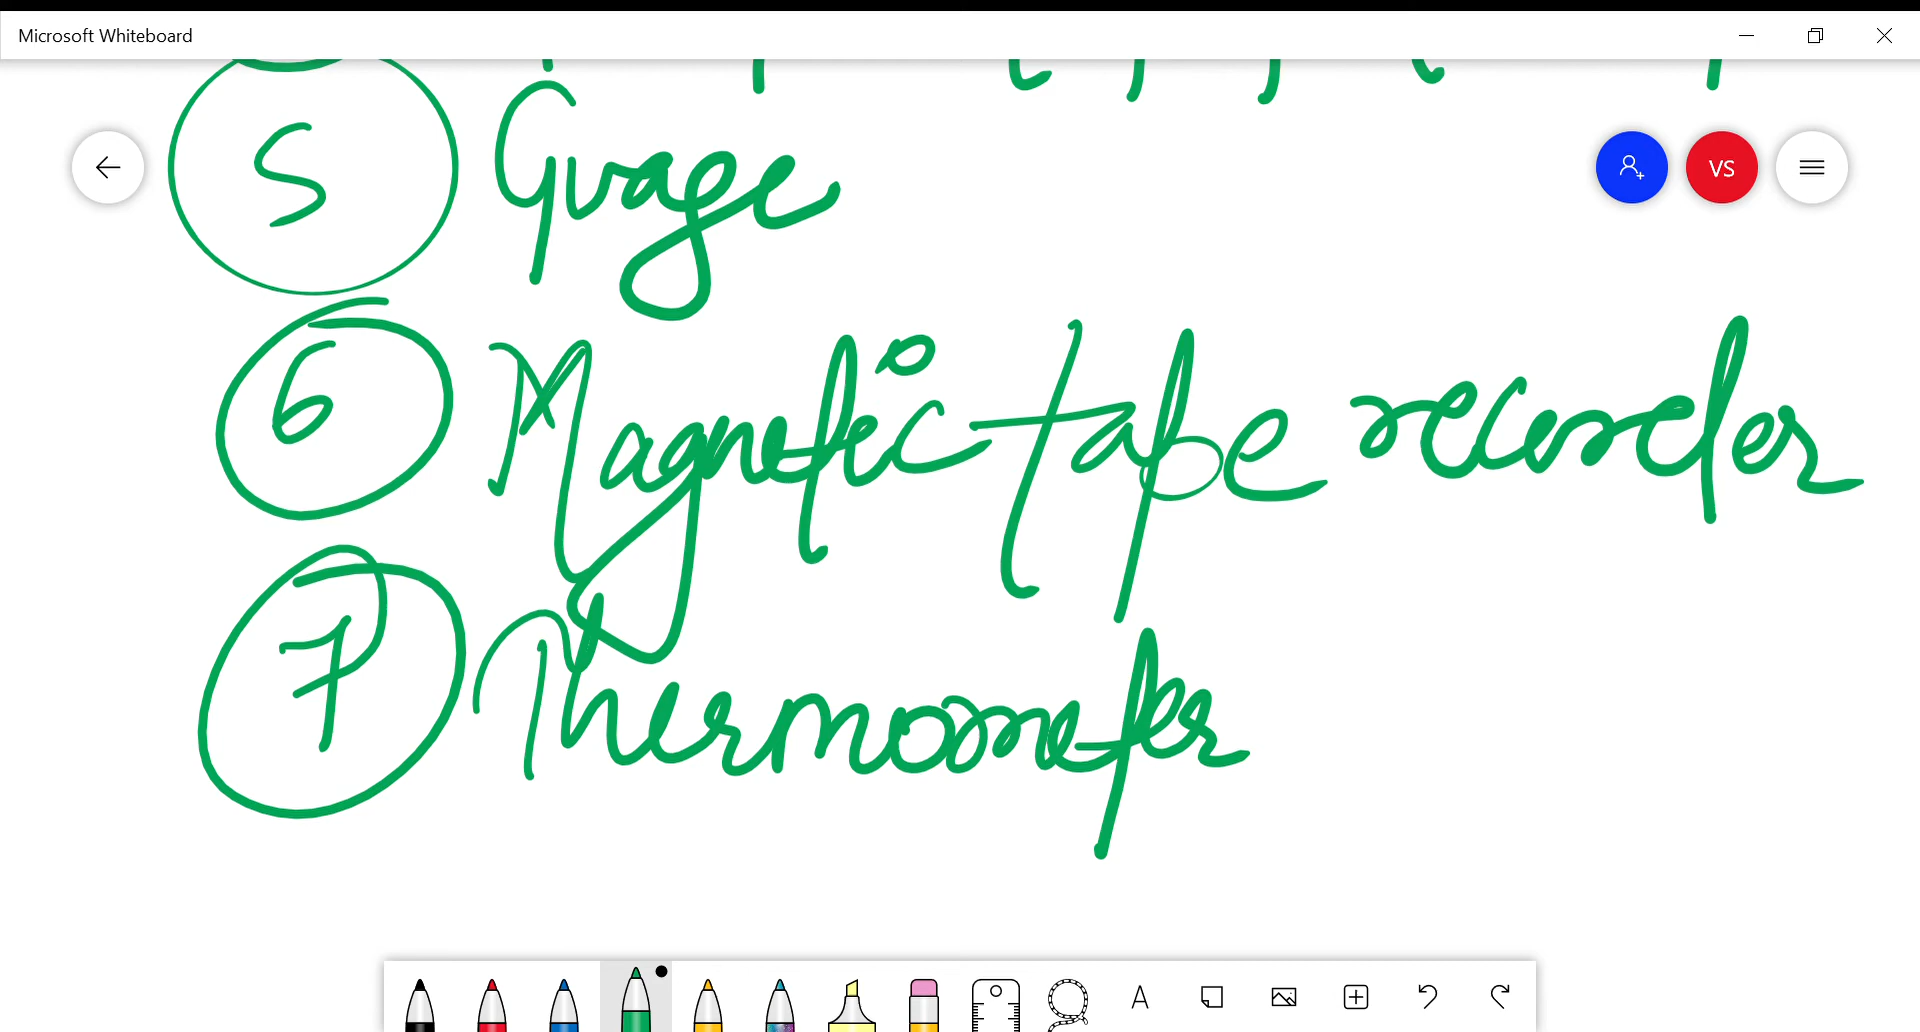 Microsoft Whiteboard
5 Guage
VS
6 Magnetic tape recorder
7 Thermometer
A